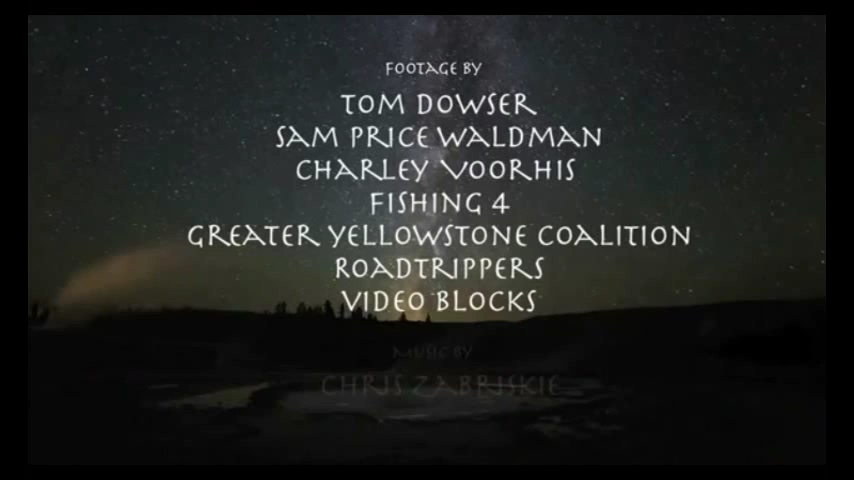 FOOTAGE BY
TOM DOWSER
SAM PRICE WALDMAN
CHARLEY VOORHIS
FISHING 4
GREATER YELLOWSTONE COALITION
ROADTRIPPERS
VIDEO BLOCKS
MUSIC BY
CHRIS ZABRISKIE